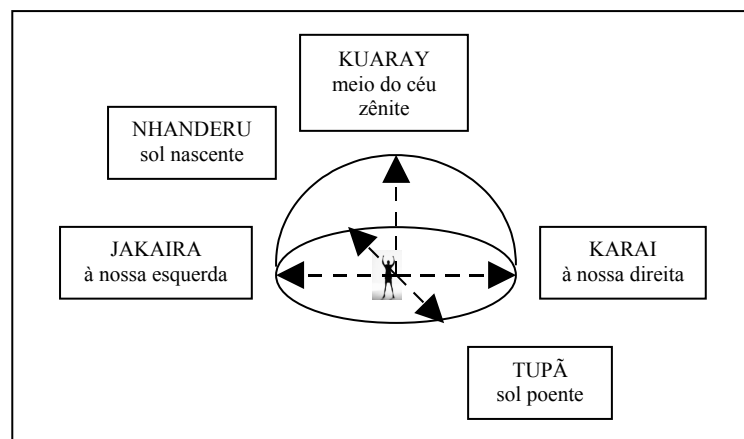 KUARAY
meio do céu
zênite
NHANDERU
sol nascente
JAKAIRA
à nossa esquerda
KARAI
à nossa direita
TUPÃ
sol poente